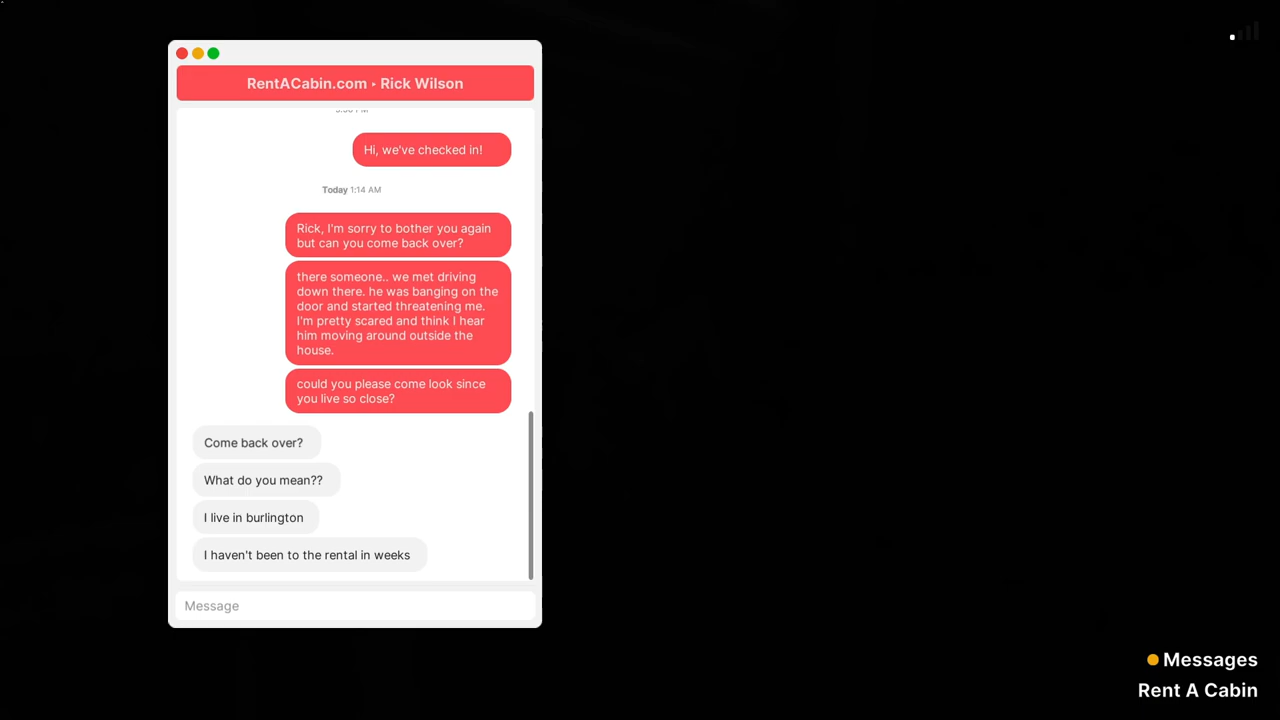 RentACabin.com ▸ Rick Wilson
Hi, we've checked in!
Today 1:14 AM
Rick, I'm sorry to bother you again
but can you come back over?
there someone.. we met driving
down there. he was banging on the
door and started threatening me.
I'm pretty scared and think I hear
him moving around outside the
house.
could you please come look since
you live so close?
Come back over?
What do you mean??
I live in burlington
I haven't been to the rental in weeks
Message
Messages
Rent A Cabin